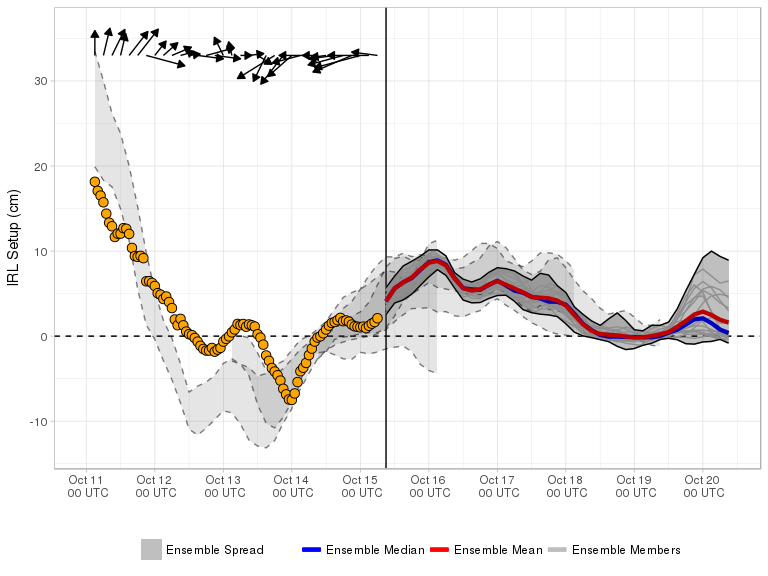 IRL Setup (cm)
30
20
10
0
-10
Oct 11 Oct 12 Oct 13 Oct 14 Oct 15 Oct 16 Oct 17 Oct 18 Oct 19 Oct 20
00 UTC 00 UTC 00 UTC 00 UTC 00 UTC 00 UTC 00 UTC 00 UTC 00 UTC 00 UTC
Ensemble Spread Ensemble Median Ensemble Mean Ensemble Members